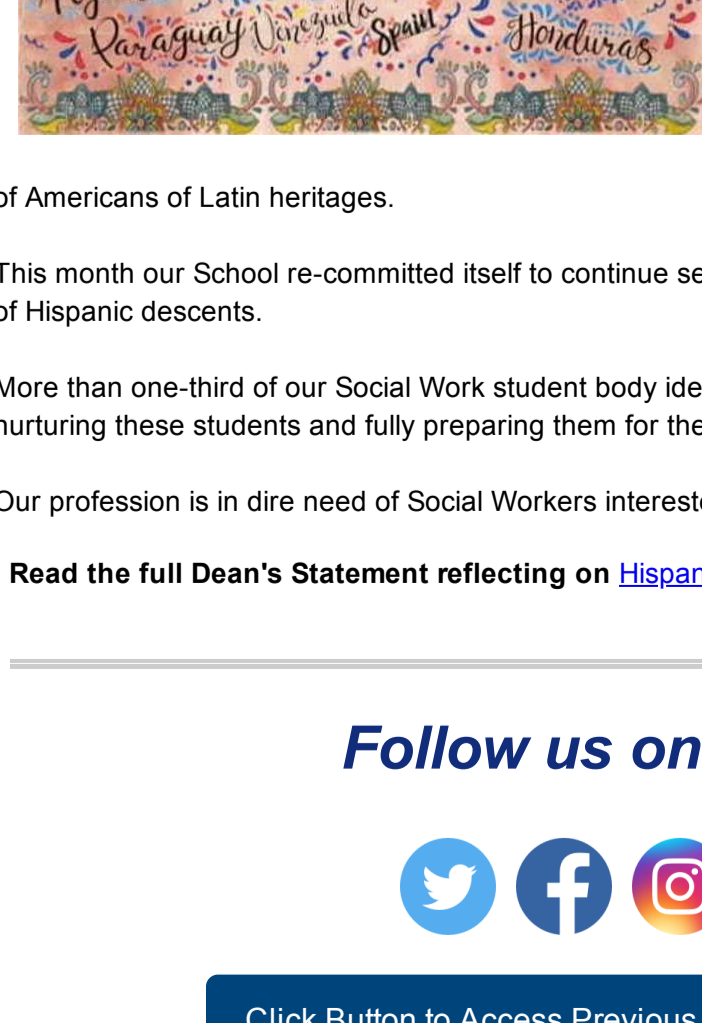 Paraguay Venezuela Spain Honduras
of Americans of Latin heritages.
This month our School re-committed itself to continue se
of Hispanic descents.
More than one-third of our Social Work student body ide
nurturing these students and fully preparing them for the
Our profession is in dire need of Social Workers intereste
Read the full Dean's Statement reflecting on Hispan
Follow us on
Click Button to Access Previous